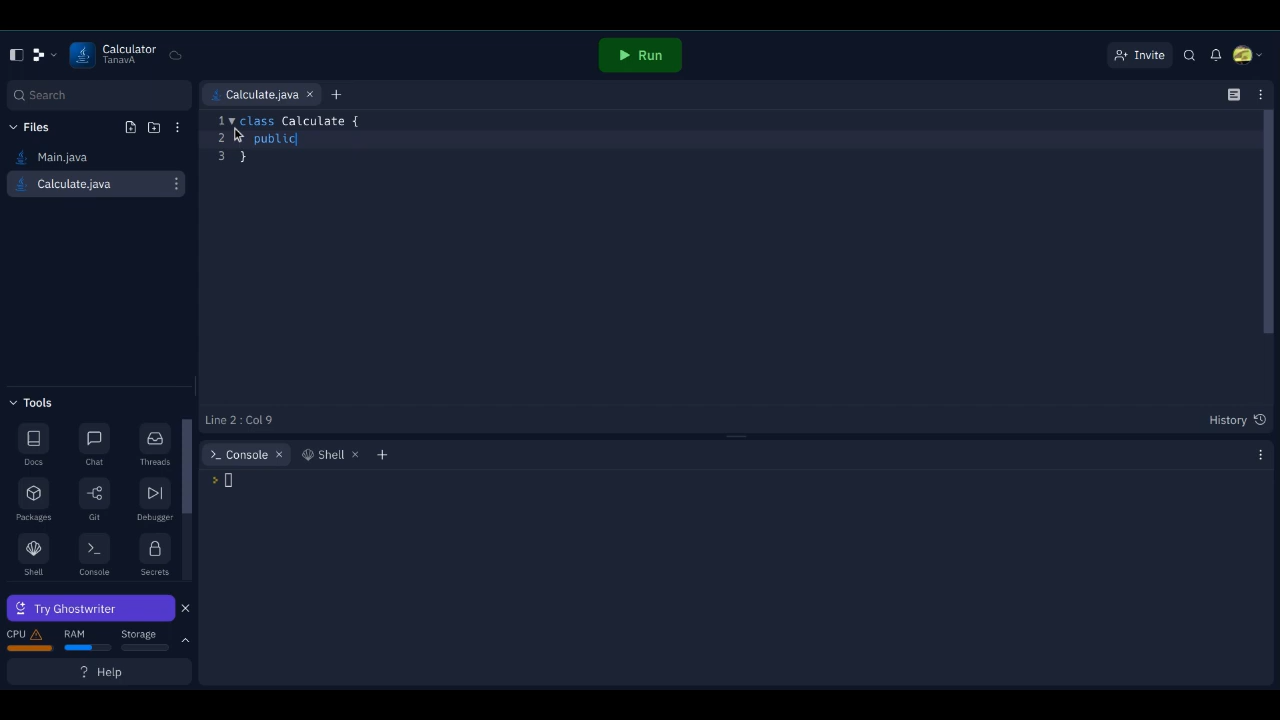 Calculator
TanavA
Run
Invite
Search
Calculate.java
Files
Main.java
Calculate.java
1 class Calculate {
2 public
3 }
Line 2 : Col 9
History
Tools
Docs
Chat
Threads
Packages
Git
Debugger
Shell
Console
Secrets
Console
Shell
Try Ghostwriter
CPU
RAM
Storage
? Help